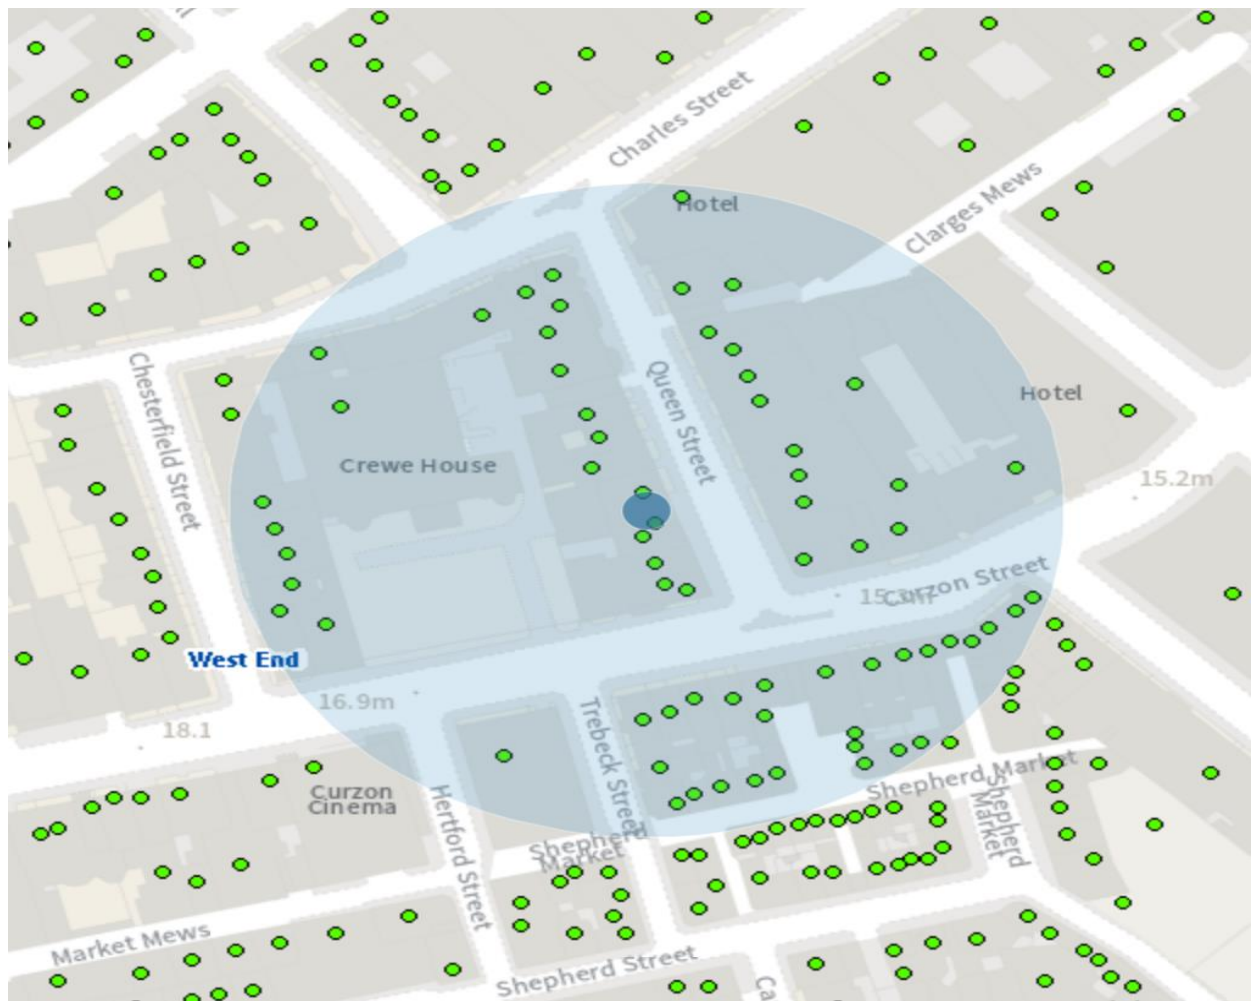 Charles Street
Hotel
Clarges Mews
Chesterfield Street
Queen Street
Hotel
Crewe House
15.2m
Curzon Street
West End
16.9m
18.1
Trebeck Street
Curzon
Cinema
Hertford Street
Shepherd Market
Shepherd
Market
Shepherd
Market
Market Mews
Shepherd Street